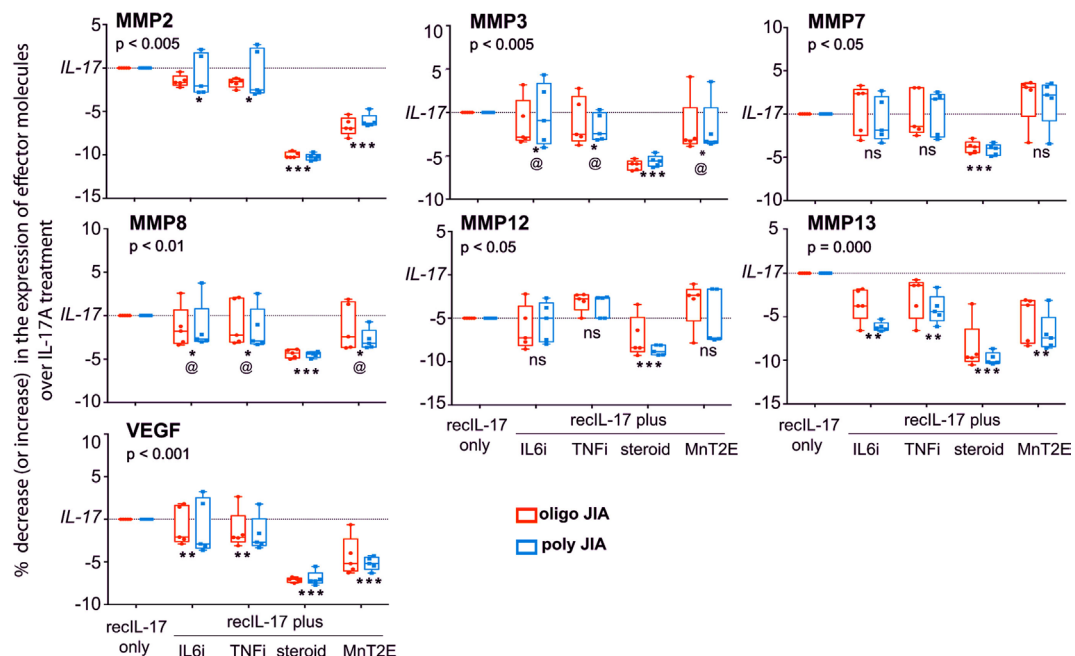 % decrease (or increase) in the expression of effector molecules
over IL-17A treatment
MMP2
p < 0.005
5
IL-17
-5
-10
-15
*
*
***
***
MMP3
p < 0.005
10
5
IL-17
-5
-10
*
@
*
@
***
*
@
MMP7
p < 0.05
10
5
IL-17
-5
-10
ns
ns
***
ns
MMP8
p < 0.01
10
5
IL-17
-5
-10
*
@
*
@
***
*
@
MMP12
p < 0.05
5
IL-17
-5
-10
-15
ns
ns
***
ns
MMP13
p = 0.000
5
IL-17
-5
-10
-15
**
**
***
**
recIL-17
only
recIL-17 plus
IL6i
TNFi
steroid
MnT2E
recIL-17
only
recIL-17 plus
IL6i
TNFi
steroid
MnT2E
VEGF
p < 0.001
10
5
IL-17
-5
-10
**
**
***
***
recIL-17
only
recIL-17 plus
IL6i
TNFi
steroid
MnT2E
oligo JIA
poly JIA